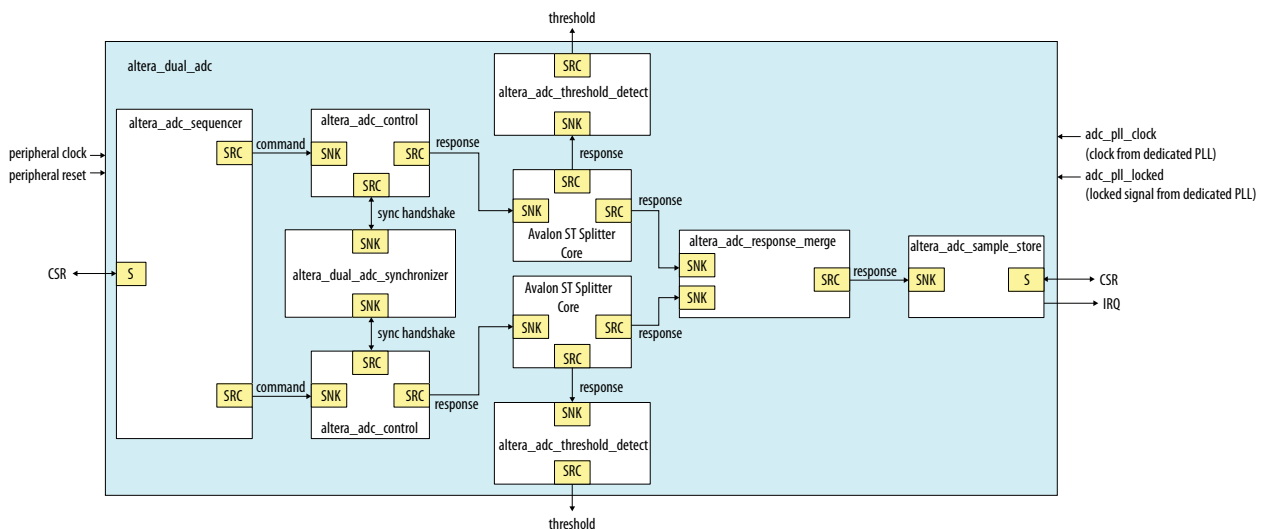 threshold
altera_dual_adc
SRC
altera_adc_threshold_detect
SNK
response
altera_adc_sequencer
SRC
command
altera_adc_control
SNK
SRC
SRC
response
sync handshake
SRC
SNK
SRC
response
Avalon ST Splitter
Core
peripheral clock
peripheral reset
adc_pll_clock
(clock from dedicated PLL)
adc_pll_locked
(locked signal from dedicated PLL)
SNK
altera_dual_adc_synchronizer
SNK
sync handshake
CSR
S
altera_adc_response_merge
SNK
SNK
SRC
response
altera_adc_sample_store
SNK
S
CSR
IRQ
Avalon ST Splitter
Core
SNK
SRC
response
SRC
response
SRC
command
SRC
SNK
SRC
response
altera_adc_control
SNK
altera_adc_threshold_detect
SRC
threshold